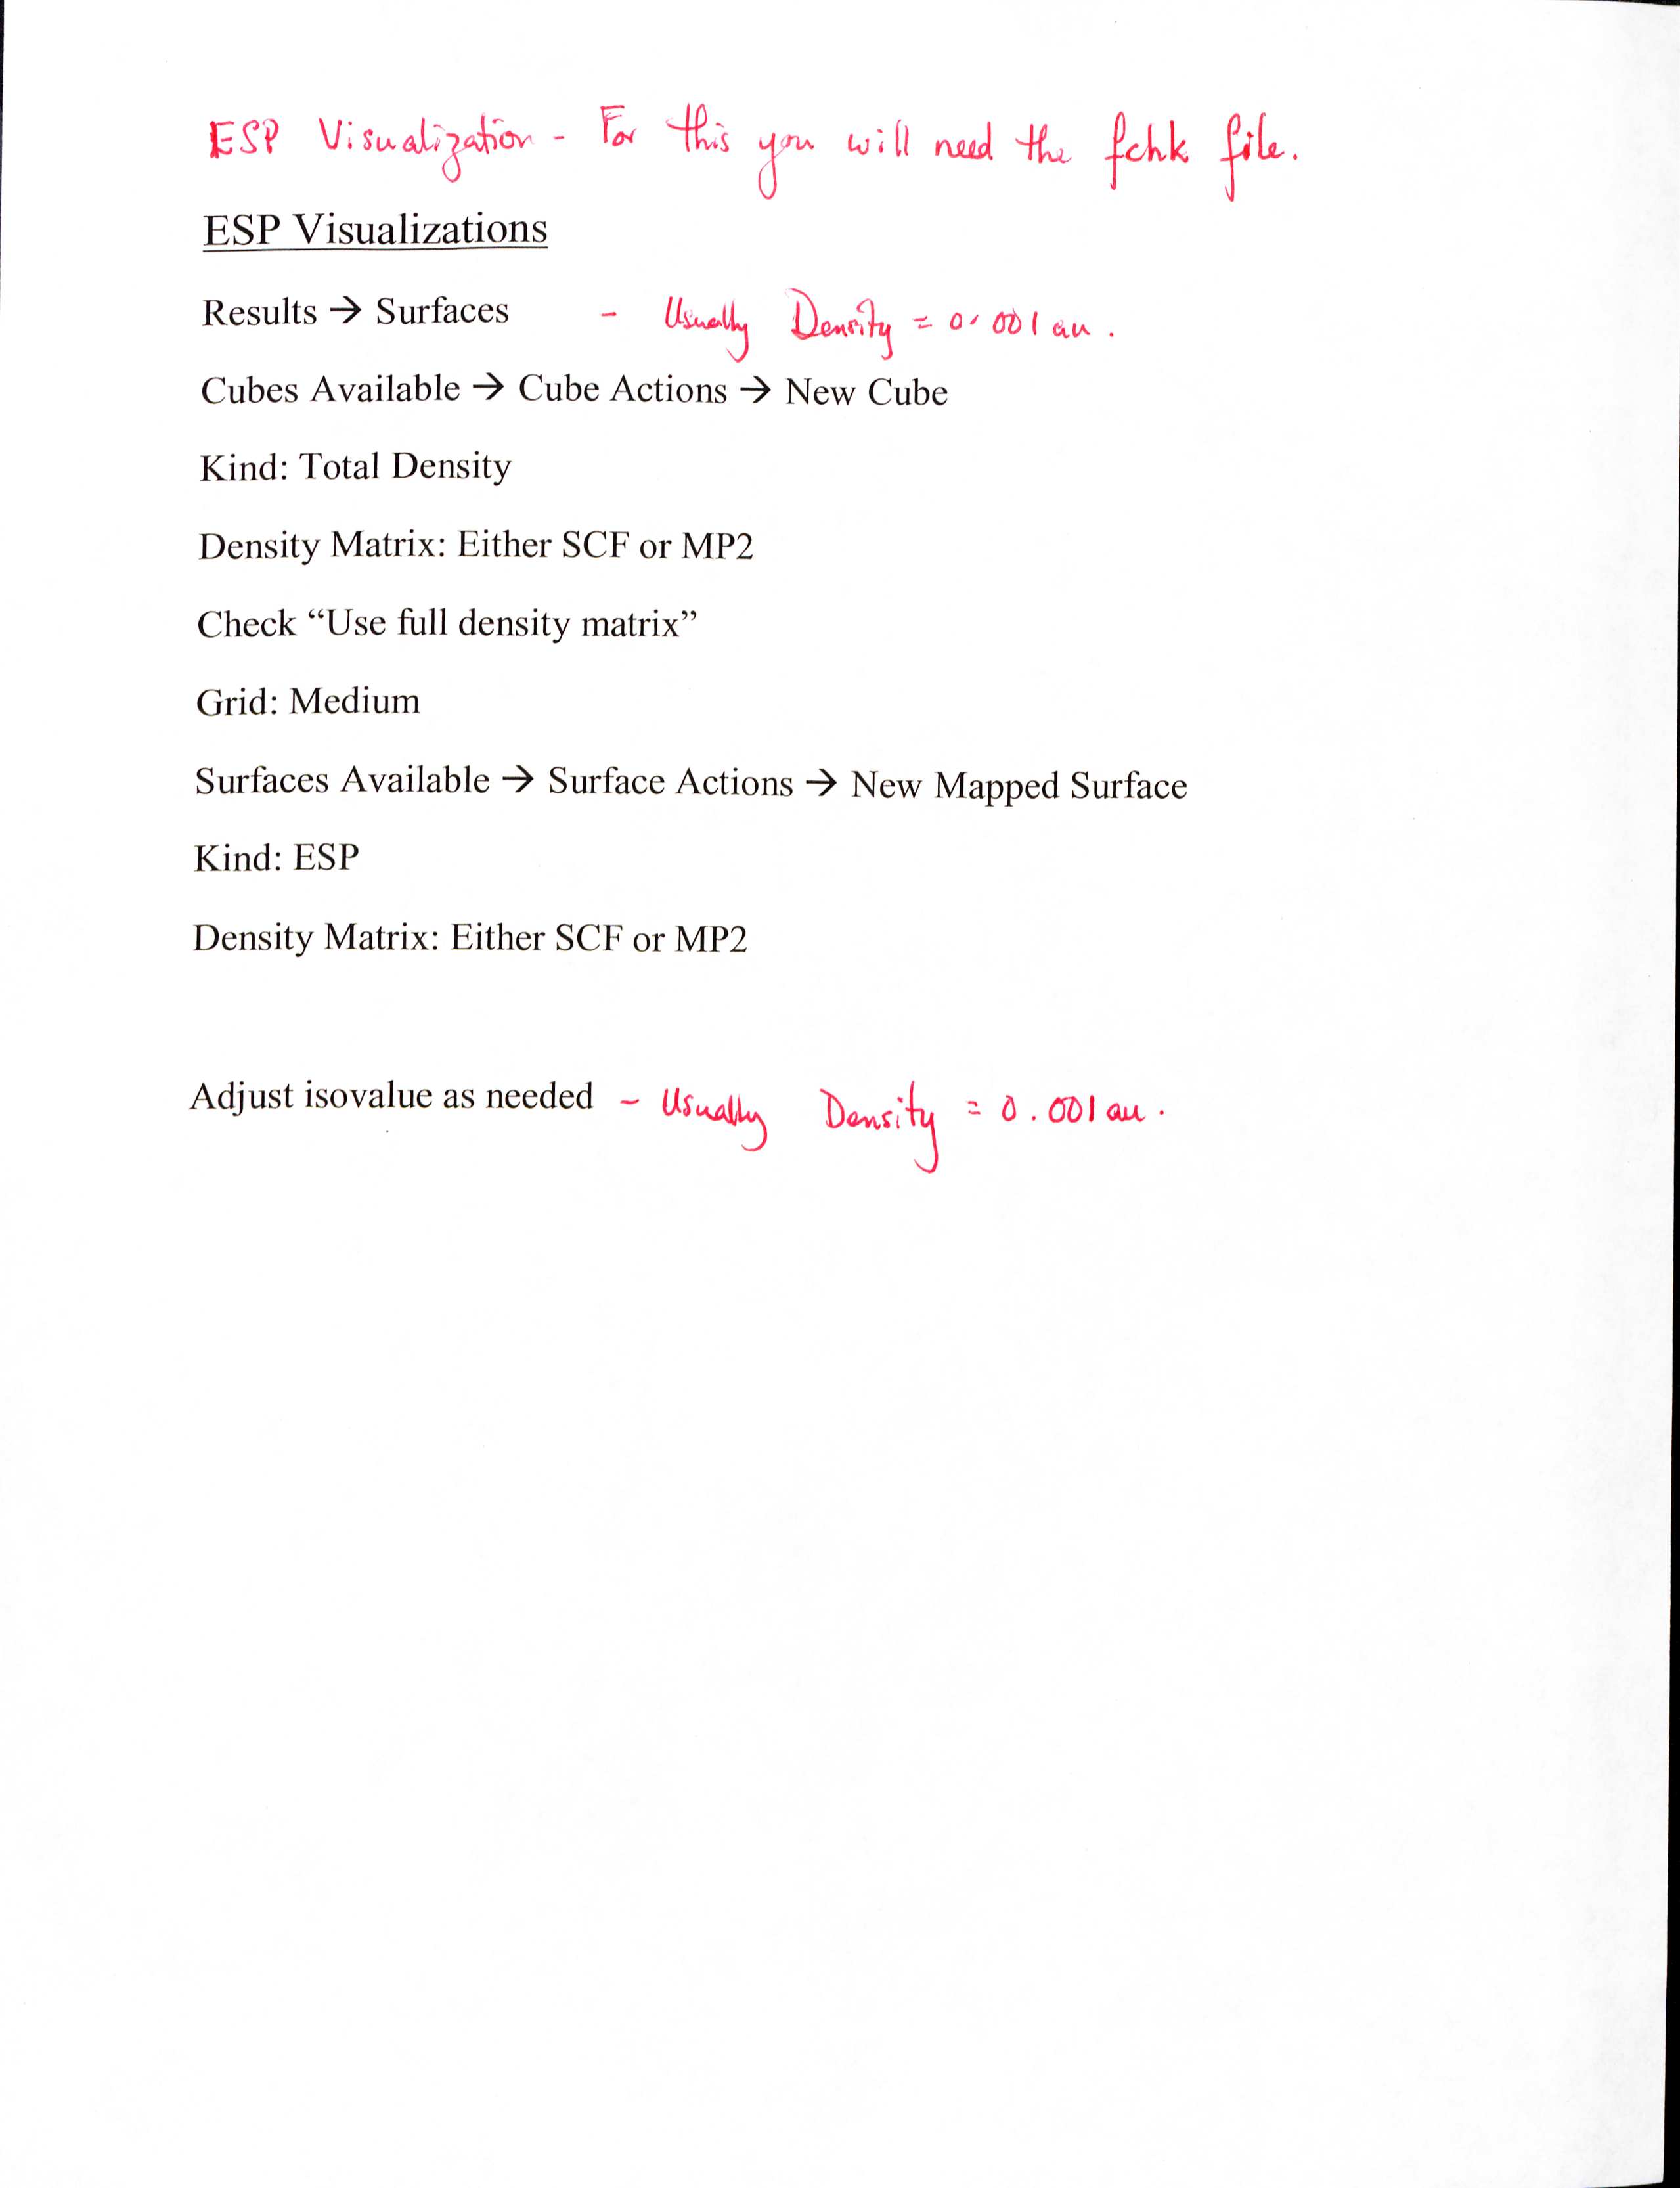 ESP Visualization - For this you will need the fchk file.
ESP Visualizations
Results → Surfaces - Usually Density = 0.001 au.
Cubes Available → Cube Actions → New Cube
Kind: Total Density
Density Matrix: Either SCF or MP2
Check “Use full density matrix”
Grid: Medium
Surfaces Available → Surface Actions → New Mapped Surface
Kind: ESP
Density Matrix: Either SCF or MP2
Adjust isovalue as needed - Usually Density = 0.001 au.